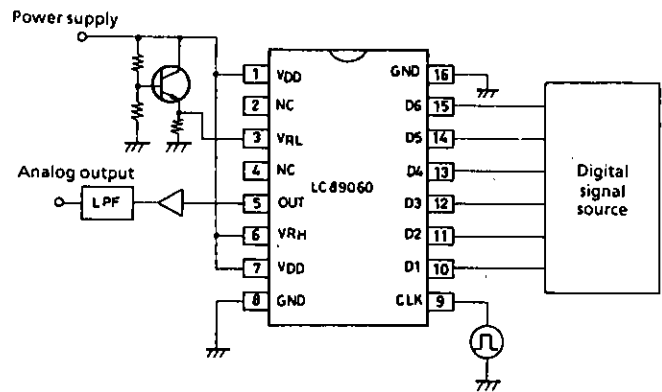 Power supply
1 VDD GND 16
2 NC D6 15
3 VRL D5 14
4 NC D4 13
Analog output
LPF
5 OUT D3 12
6 VRH D2 11
7 VDD D1 10
8 GND CLK 9
LC89060
Digital
signal
source